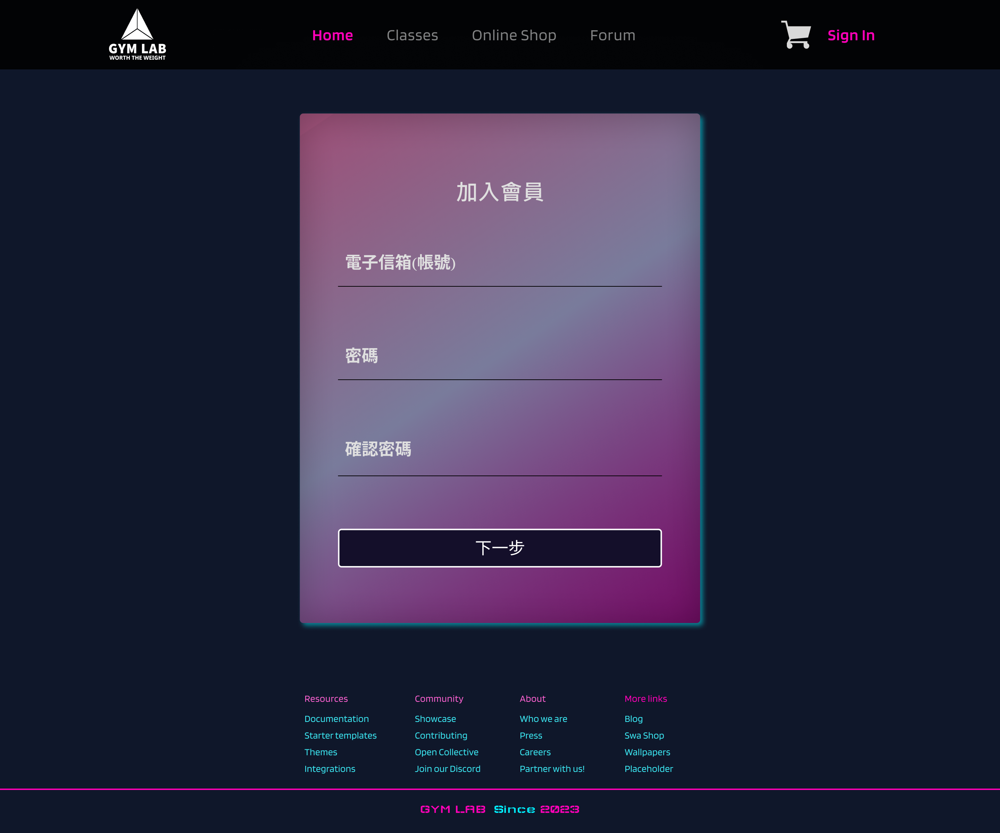 GYM LAB
WORTH THE WEIGHT
Home Classes Online Shop Forum Sign In
加入會員
電子信箱(帳號)
密碼
確認密碼
下一步
Resources Community About More links
Documentation Showcase Who we are Blog
Starter templates Contributing Press Swa Shop
Themes Open Collective Careers Wallpapers
Integrations Join our Discord Partner with us! Placeholder
GYM LAB Since 2023